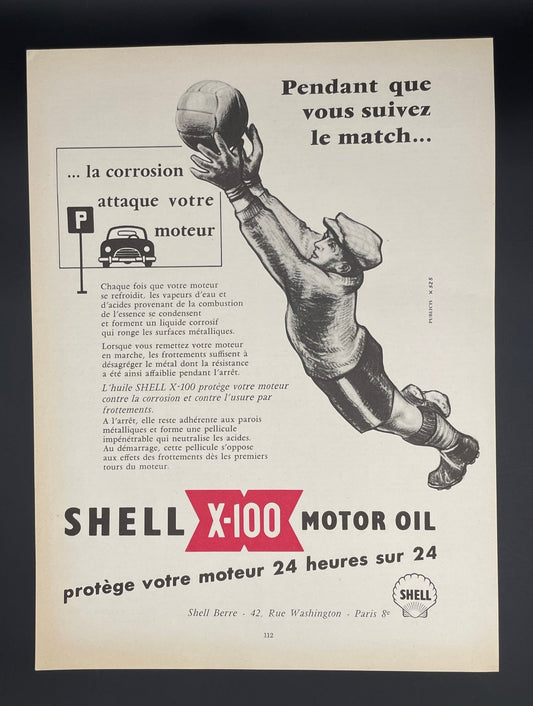 Pendant que
vous suivez
le match...
... la corrosion
attaque votre
moteur
P
Chaque fois que votre moteur
se refroidit, les vapeurs d'eau et
d'acides provenant de la combustion
de l'essence se condensent
et forment un liquide corrosif
qui ronge les surfaces métalliques.
Lorsque vous remettez votre moteur
en marche, les frottements suffisent à
désagréger le métal dont la résistance
a été ainsi affaiblie pendant l'arrêt.
L'huile SHELL X-100 protège votre moteur
contre la corrosion et contre l'usure par
frottements.
A l'arrêt, elle reste adhérente aux parois
métalliques et forme une pellicule
impénétrable qui neutralise les acides.
Au démarrage, cette pellicule s'oppose
aux effets des frottements dès les premiers
tours du moteur.
PUBLICIS X 525
SHELL X-100 MOTOR OIL
protège votre moteur 24 heures sur 24
SHELL
Shell Berre - 42, Rue Washington - Paris 8e
112